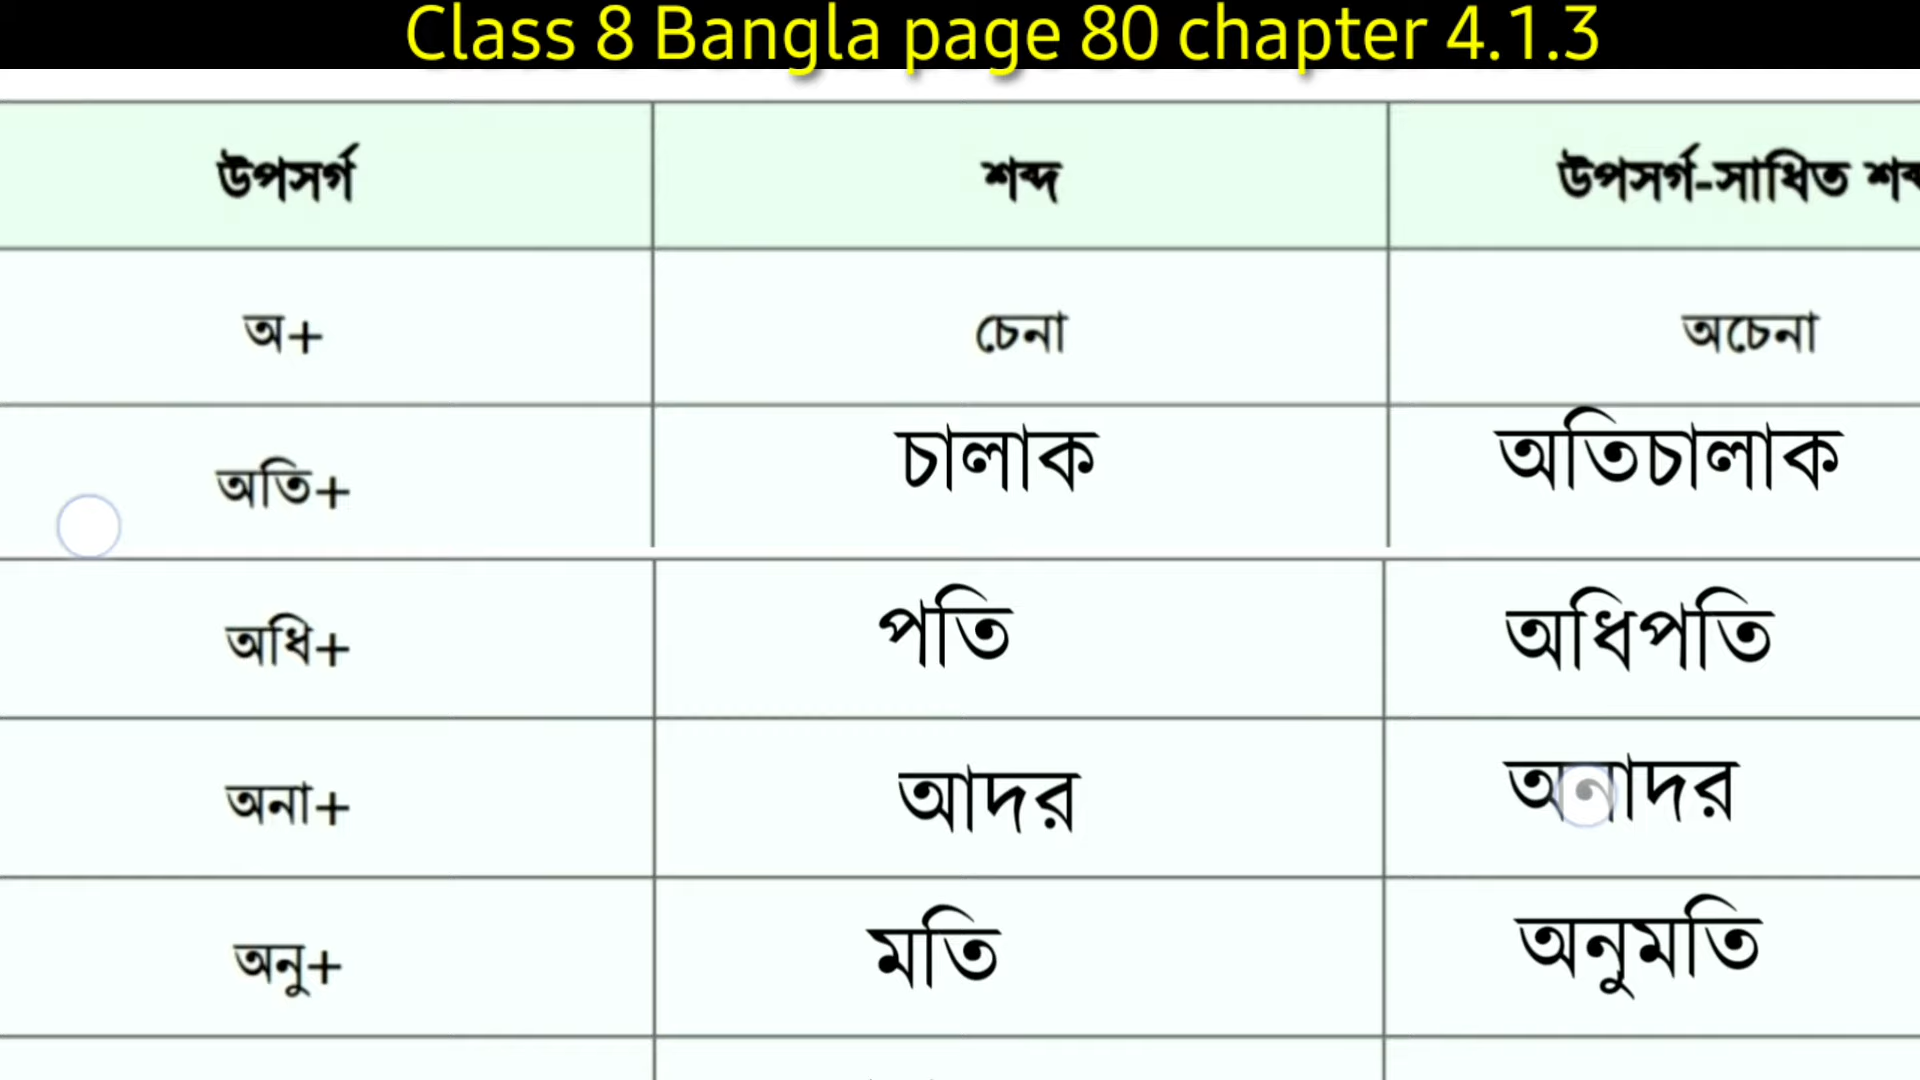 Class 8 Bangla page 80 chapter 4.1.3
উপসর্গ শব্দ উপসর্গ-সাধিত
অ+ চেনা অচেনা
অতি+ চালাক অতিচালাক
অধি+ পতি অধিপতি
অনা+ আদর অনাদর
অনু+ মতি অনুমতি